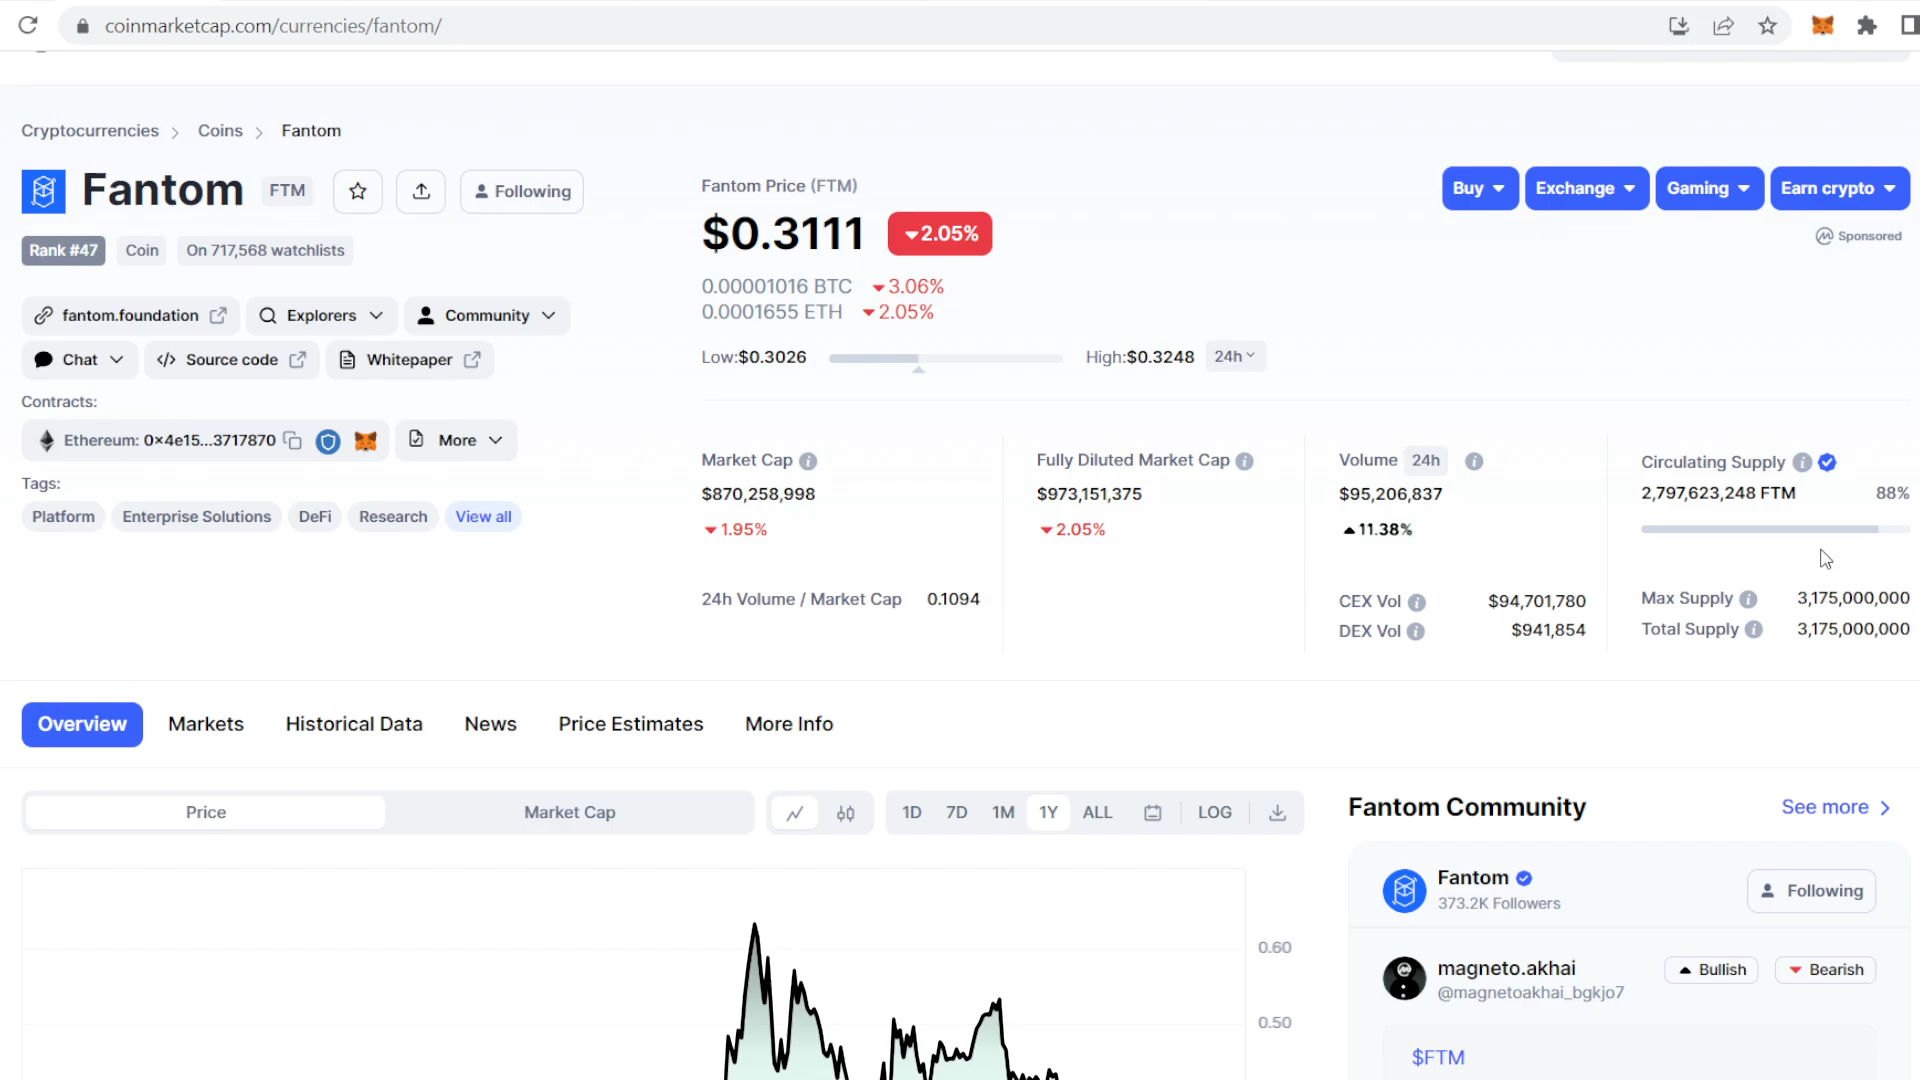 coinmarketcap.com/currencies/fantom/
Cryptocurrencies > Coins > Fantom
Fantom FTM Following
Rank #47 Coin On 717,568 watchlists
fantom.foundation Explorers Community
Chat </> Source code Whitepaper
Contracts:
Ethereum: 0x4e15...3717870 More
Tags:
Platform Enterprise Solutions DeFi Research View all
Fantom Price (FTM)
$0.3111 2.05%
0.00001016 BTC 3.06%
0.0001655 ETH 2.05%
Low:$0.3026 High:$0.3248 24h
Buy Exchange Gaming Earn crypto
Sponsored
Market Cap
$870,258,998
1.95%
24h Volume / Market Cap 0.1094
Fully Diluted Market Cap
$973,151,375
2.05%
Volume 24h
$95,206,837
11.38%
CEX Vol $94,701,780
DEX Vol $941,854
Circulating Supply
2,797,623,248 FTM 88%
Max Supply 3,175,000,000
Total Supply 3,175,000,000
Overview Markets Historical Data News Price Estimates More Info
Price Market Cap 1D 7D 1M 1Y ALL LOG
0.60
0.50
Fantom Community See more >
Fantom
373.2K Followers
Following
magneto.akhai
@magnetoakhai_bgkjo7
Bullish Bearish
$FTM